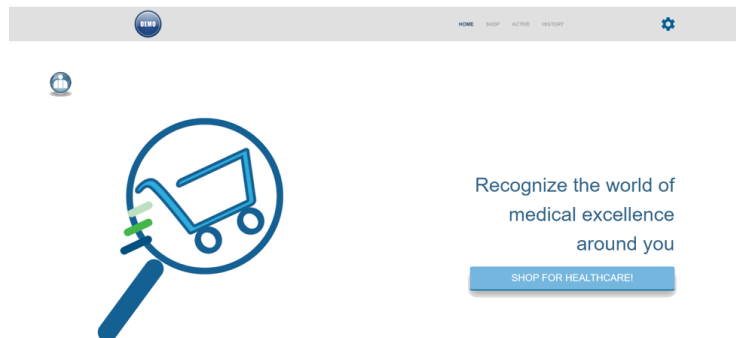 DEMO
HOME SHOP ACTIVE HISTORY
Recognize the world of
medical excellence
around you
SHOP FOR HEALTHCARE!